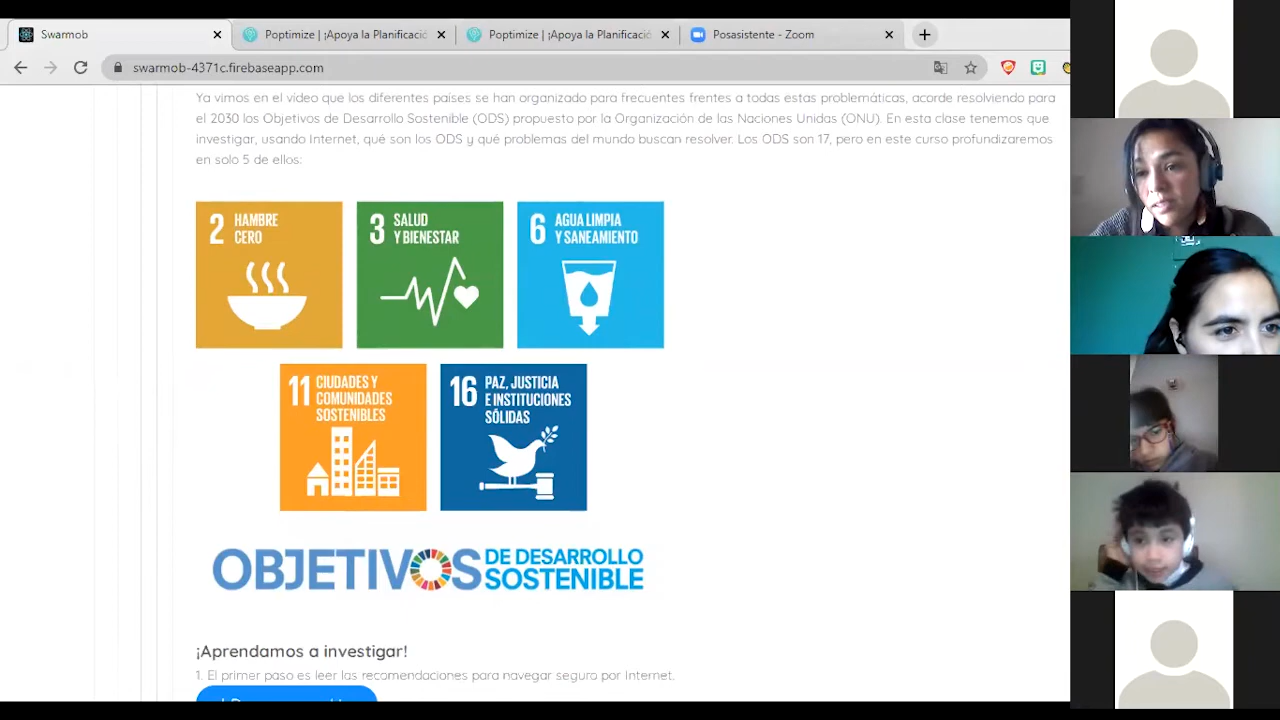 Swarmob
Poptimize | ¡Apoya la Planificació
Poptimize | ¡Apoya la Planificació
Posasistente - Zoom
swarmob-4371c.firebaseapp.com
Ya vimos en el video que los diferentes países se han organizado para frecuentes frentes a todas estas problemáticas, acorde resolviendo para
el 2030 los Objetivos de Desarrollo Sostenible (ODS) propuesto por la Organización de las Naciones Unidas (ONU). En esta clase tenemos que
investigar, usando Internet, qué son los ODS y qué problemas del mundo buscan resolver. Los ODS son 17, pero en este curso profundizaremos
en solo 5 de ellos:
2 HAMBRE
CERO
3 SALUD
Y BIENESTAR
6 AGUA LIMPIA
Y SANEAMIENTO
11 CIUDADES Y
COMUNIDADES
SOSTENIBLES
16 PAZ, JUSTICIA
E INSTITUCIONES
SÓLIDAS
OBJETIVOS DE DESARROLLO
SOSTENIBLE
¡Aprendamos a investigar!
1. El primer paso es leer las recomendaciones para navegar seguro por Internet.